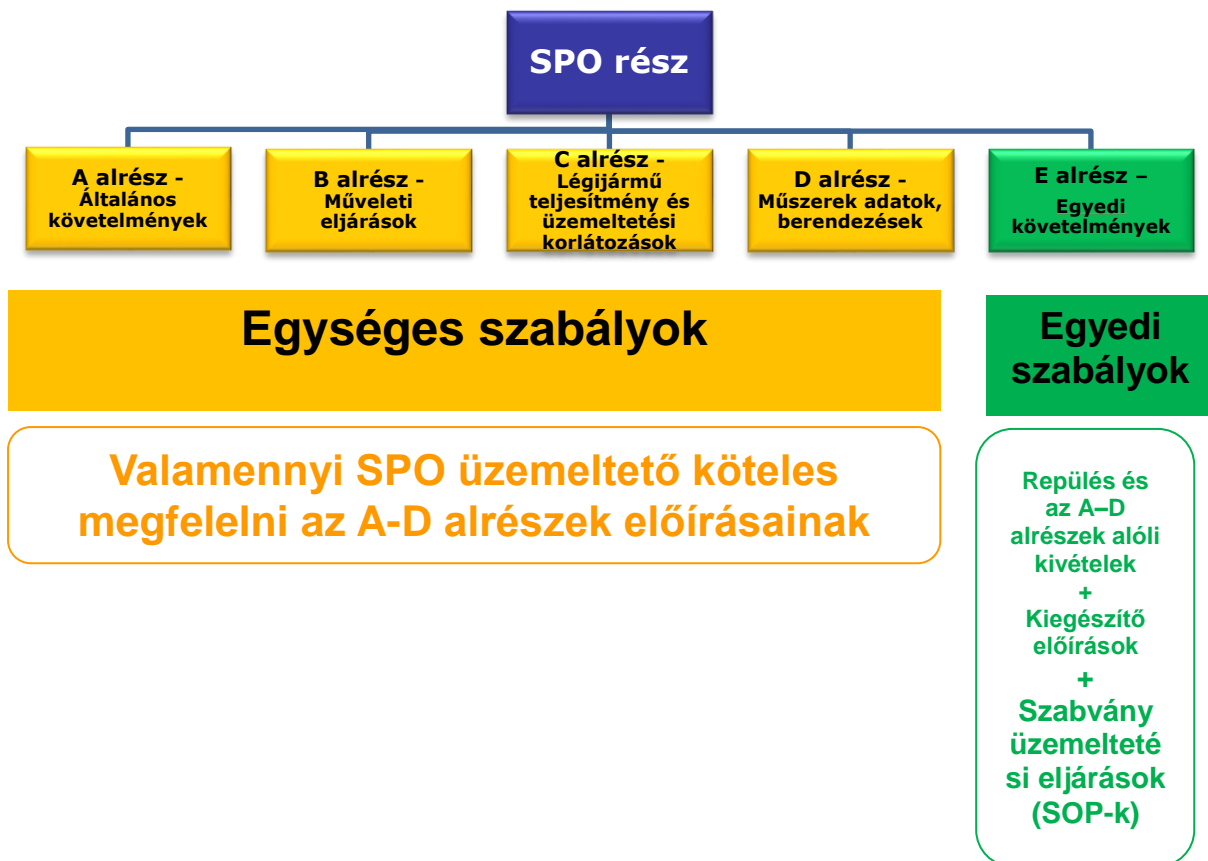 SPO rész
A alrész -
Általános
követelmények
B alrész -
Műveleti
eljárások
C alrész -
Légijármű
teljesítmény és
üzemeltetési
korlátozások
D alrész -
Műszerek adatok,
berendezések
E alrész –
Egyedi
követelmények
Egységes szabályok
Egyedi
szabályok
Valamennyi SPO üzemeltető köteles
megfelelni az A-D alrészek előírásainak
Repülés és
az A–D
alrészek alóli
kivételek
+
Kiegészítő
előírások
+
Szabvány
üzemelteté
si eljárások
(SOP-k)